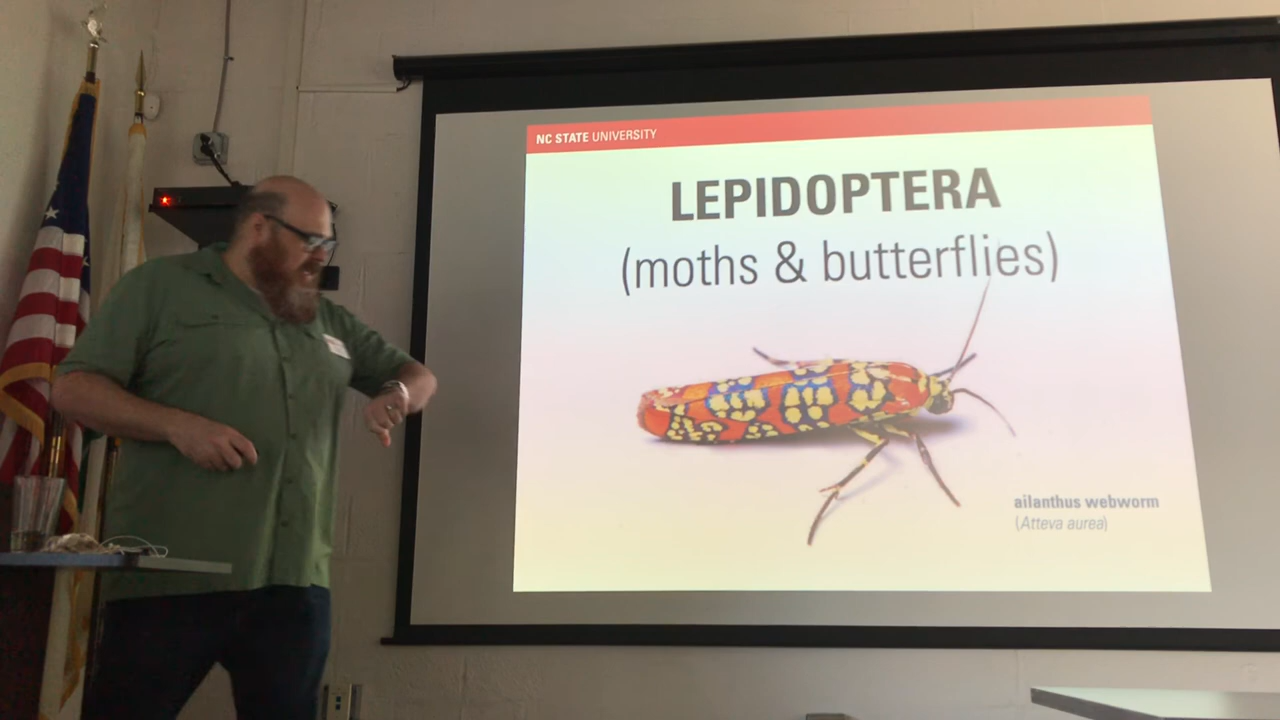 NC STATE UNIVERSITY
LEPIDOPTERA
(moths & butterflies)
ailanthus webworm
(Atteva aurea)